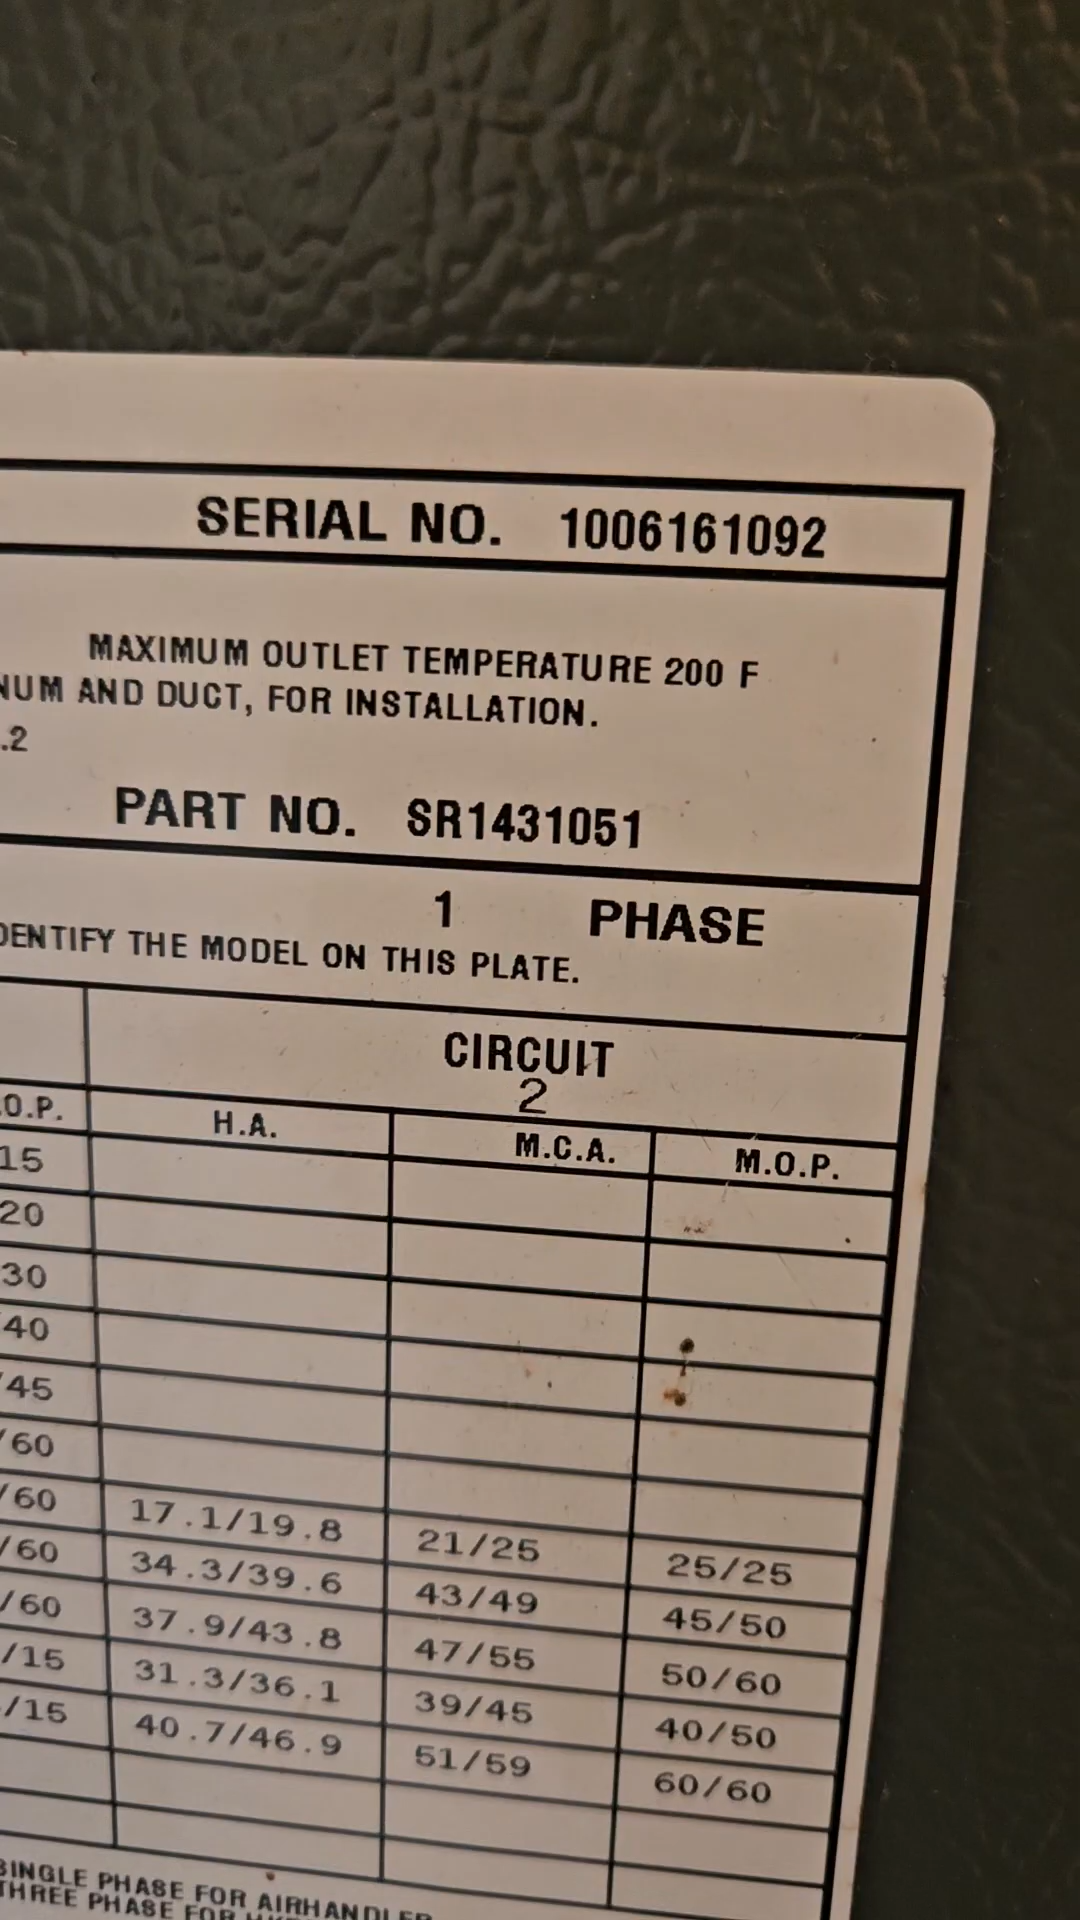 SERIAL NO. 1006161092
MAXIMUM OUTLET TEMPERATURE 200 F
AND DUCT, FOR INSTALLATION.
.2
PART NO. SR1431051
1 PHASE
THE MODEL ON THIS PLATE.
CIRCUIT
2
.O.P. H.A. M.C.A. M.O.P.
15
20
30
40
/45
/60
/60 17.1/19.8 21/25 25/25
/60 34.3/39.6 43/49 45/50
/60 37.9/43.8 47/55 50/60
/15 31.3/36.1 39/45 40/50
/15 40.7/46.9 51/59 60/60
SINGLE PHASE FOR AIRHANDLER
THREE PHASE FOR